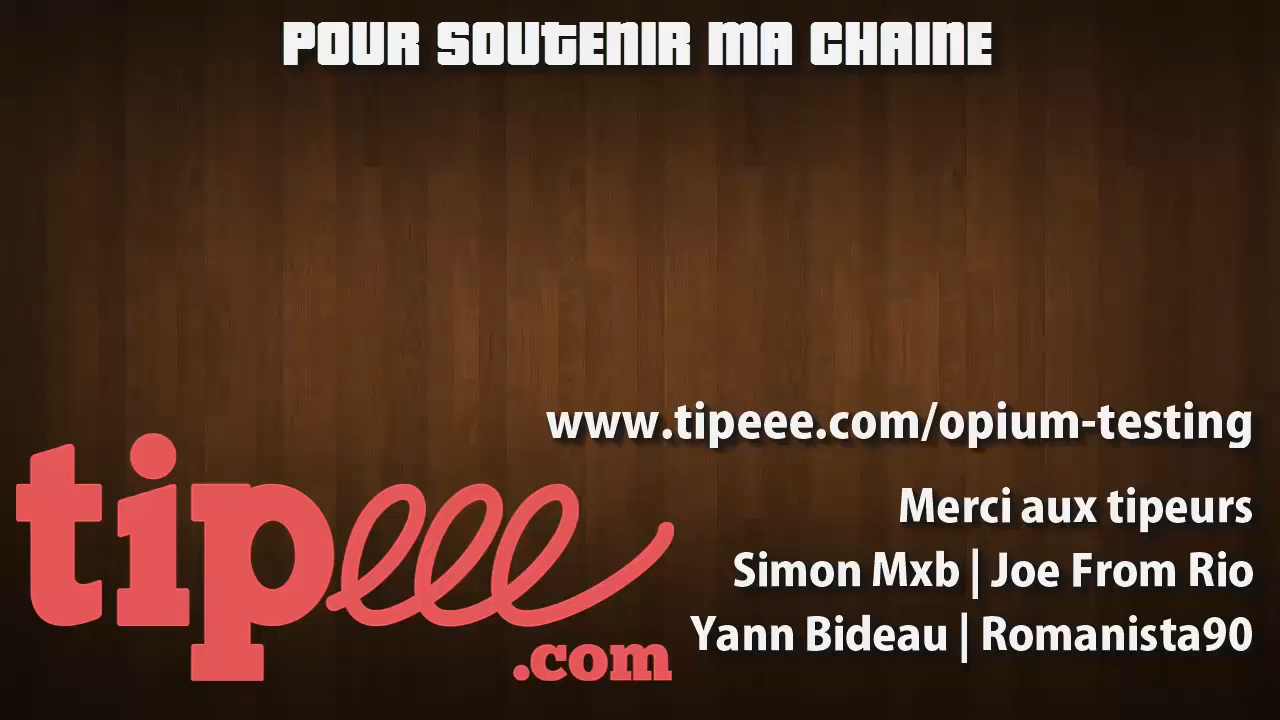 POUR SOUTENIR MA CHAINE
www.tipeee.com/opium-testing
Merci aux tipeurs
Simon Mxb | Joe From Rio
Yann Bideau | Romanista90
tipeee
.com